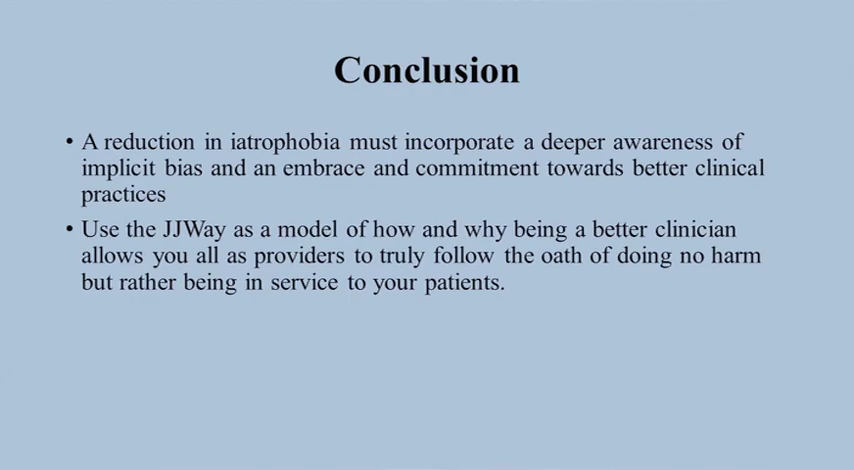 Conclusion
• A reduction in iatrophobia must incorporate a deeper awareness of
implicit bias and an embrace and commitment towards better clinical
practices
• Use the JJWay as a model of how and why being a better clinician
allows you all as providers to truly follow the oath of doing no harm
but rather being in service to your patients.